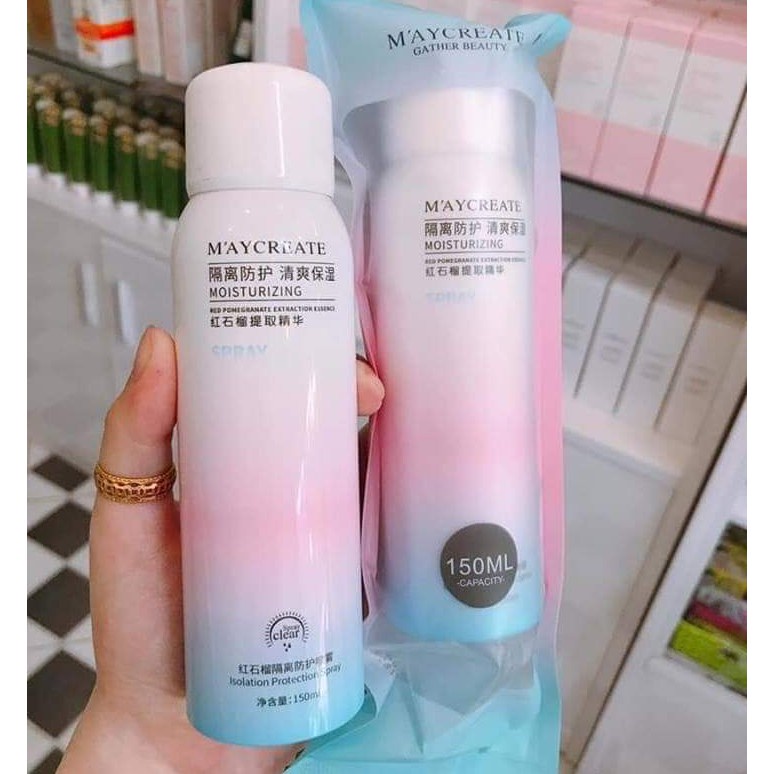 M'AYCREATE
GATHER BEAUTY
M'AYCREATE
隔离防护 清爽保湿
MOISTURIZING
RED POMEGRANATE EXTRACTION ESSENCE
红石榴提取精华
SPRAY
Spray
clear
红石榴隔离防护喷雾
Isolation Protection Spray
净含量:150ml
M'AYCREATE
隔离防护 清爽保湿
MOISTURIZING
RED POMEGRANATE EXTRACTION ESSENCE
红石榴提取精华
SPRAY
150ML
-CAPACITY-